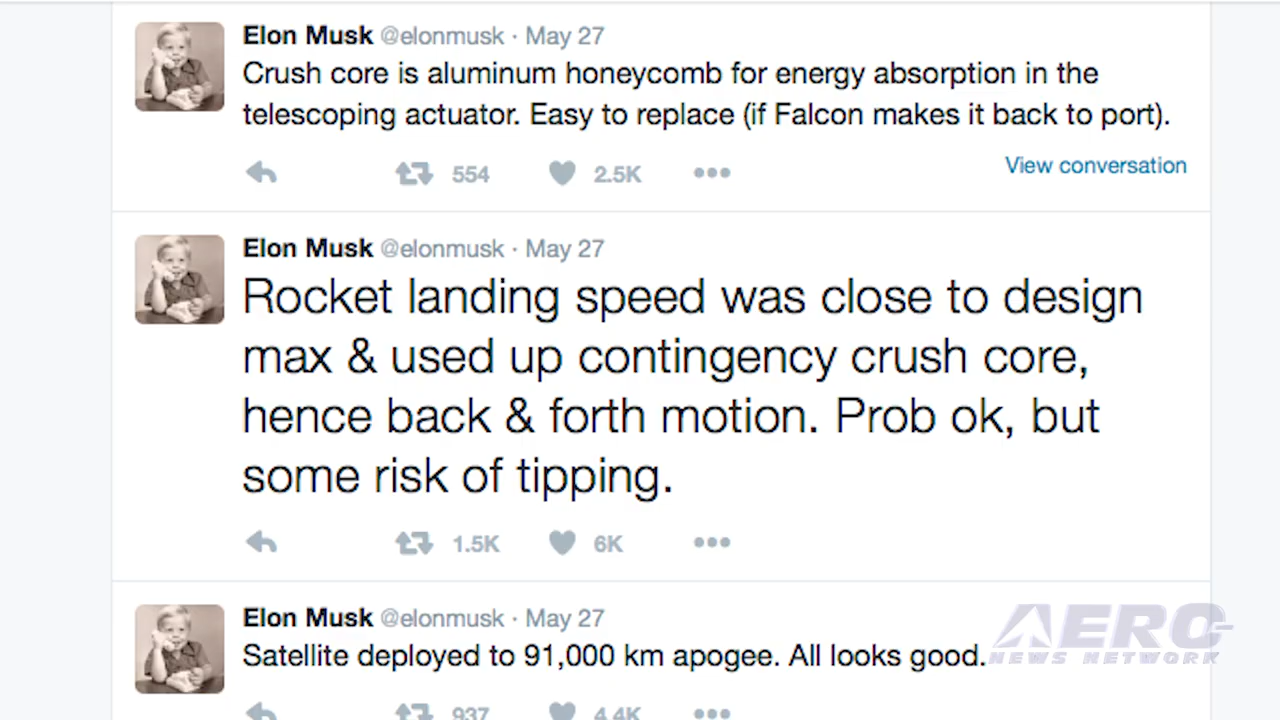 Elon Musk @elonmusk · May 27
Crush core is aluminum honeycomb for energy absorption in the
telescoping actuator. Easy to replace (if Falcon makes it back to port).
554 2.5K ••• View conversation
Elon Musk @elonmusk · May 27
Rocket landing speed was close to design
max & used up contingency crush core,
hence back & forth motion. Prob ok, but
some risk of tipping.
1.5K 6K •••
Elon Musk @elonmusk · May 27
Satellite deployed to 91,000 km apogee. All looks good.
937 4.4K •••
AERO
NEWS NETWORK